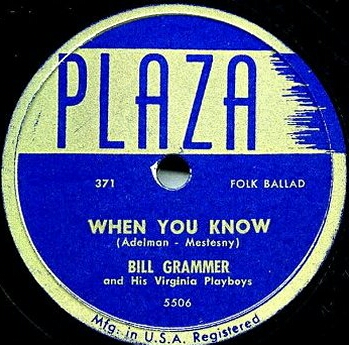 PLAZA
371
FOLK BALLAD
WHEN YOU KNOW
(Adelman - Mestesny)
BILL GRAMMER
and His Virginia Playboys
5506
Mfg. in U.S.A. Registered